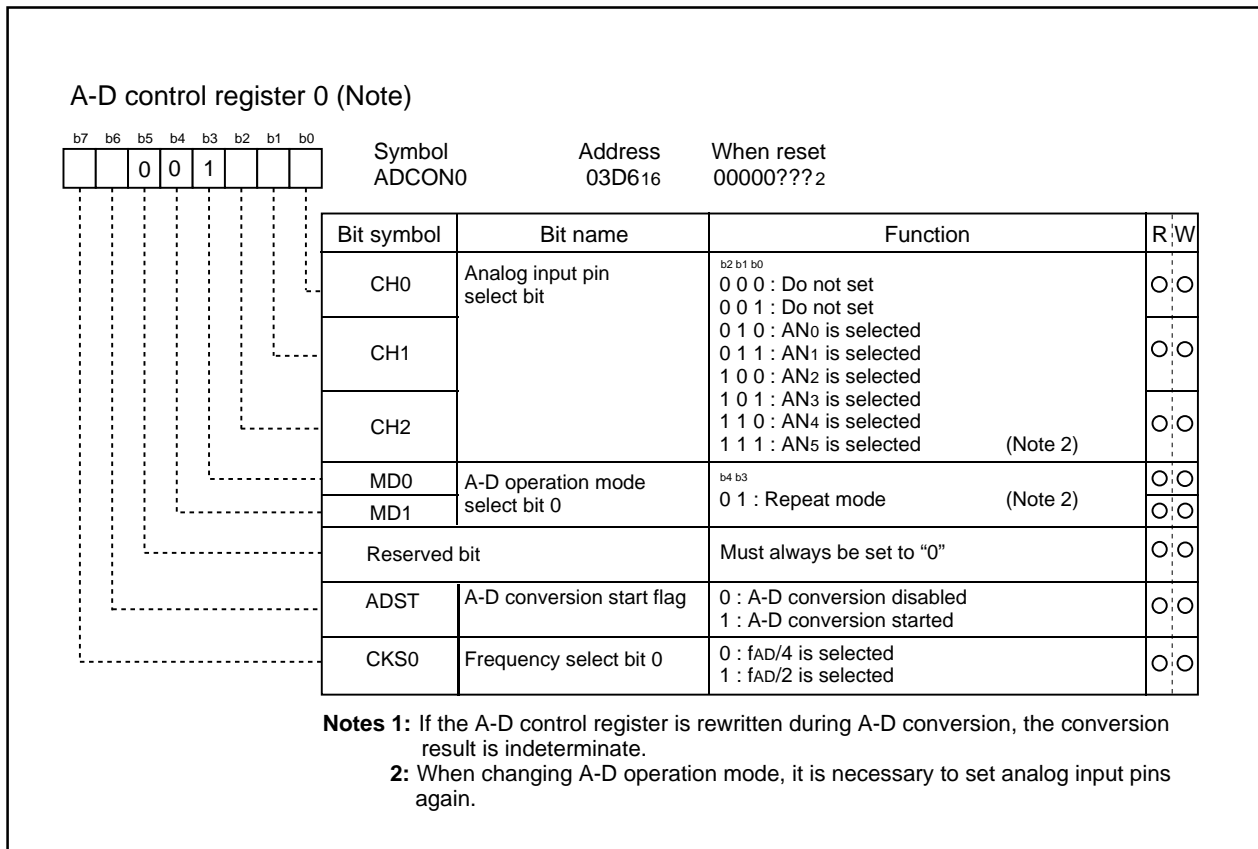 A-D control register 0 (Note)
b7 b6 b5 b4 b3 b2 b1 b0
0 0 1
Symbol Address When reset
ADCON0 03D616 00000???2
Bit symbol Bit name Function R W
CH0
Analog input pin
select bit
b2 b1 b0
0 0 0 : Do not set
0 0 1 : Do not set
0 1 0 : AN0 is selected
0 1 1 : AN1 is selected
1 0 0 : AN2 is selected
1 0 1 : AN3 is selected
1 1 0 : AN4 is selected
1 1 1 : AN5 is selected (Note 2)
CH1
CH2
MD0
MD1
A-D operation mode
select bit 0
b4 b3
0 1 : Repeat mode (Note 2)
Reserved bit Must always be set to “0”
ADST A-D conversion start flag
0 : A-D conversion disabled
1 : A-D conversion started
CKS0 Frequency select bit 0
0 : fAD/4 is selected
1 : fAD/2 is selected
Notes 1: If the A-D control register is rewritten during A-D conversion, the conversion
result is indeterminate.
2: When changing A-D operation mode, it is necessary to set analog input pins
again.